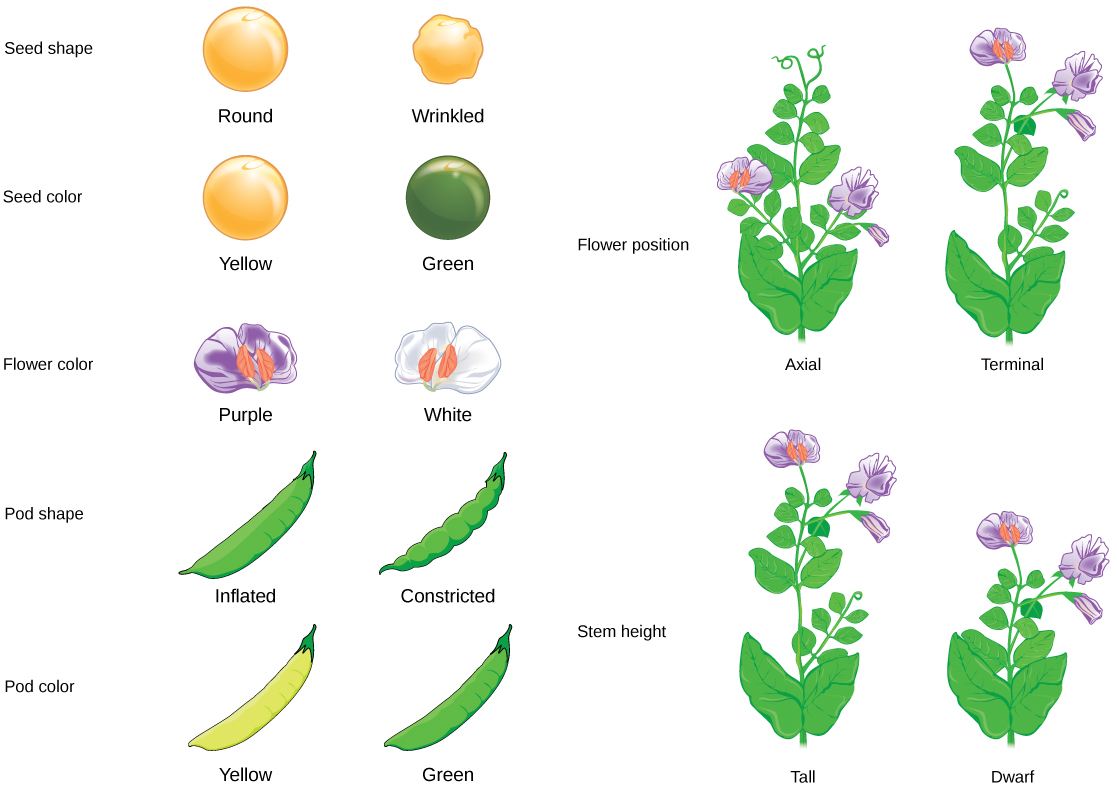 Seed shape
Round
Wrinkled
Seed color
Yellow
Green
Flower color
Purple
White
Pod shape
Inflated
Constricted
Pod color
Yellow
Green
Flower position
Axial
Terminal
Stem height
Tall
Dwarf